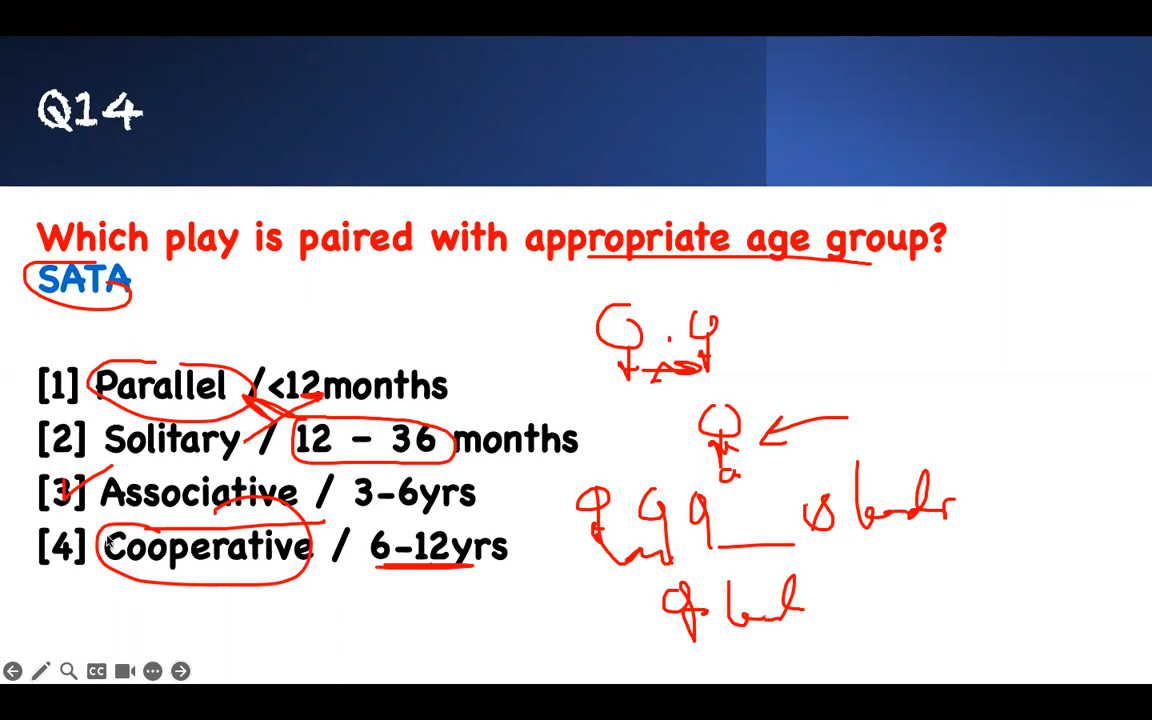 Q14
Which play is paired with appropriate age group?
SATA
[1] Parallel / <12months
[2] Solitary / 12 - 36 months
[3] Associative / 3-6yrs
[4] Cooperative / 6-12yrs
CC